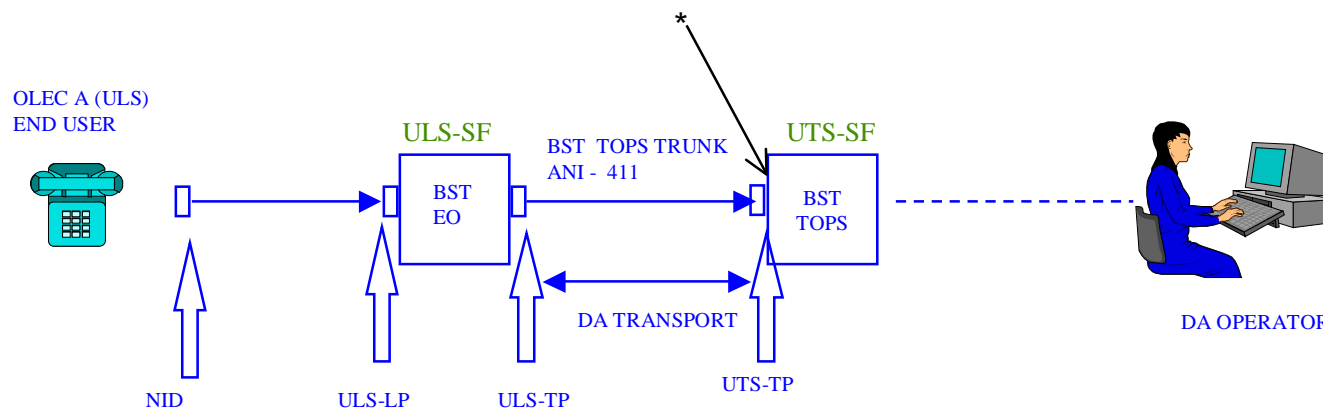 *
OLEC A (ULS)
END USER
ULS-SF
BST TOPS TRUNK
ANI - 411
UTS-SF
BST
EO
BST
TOPS
DA TRANSPORT
DA OPERATOR
NID
ULS-LP
ULS-TP
UTS-TP